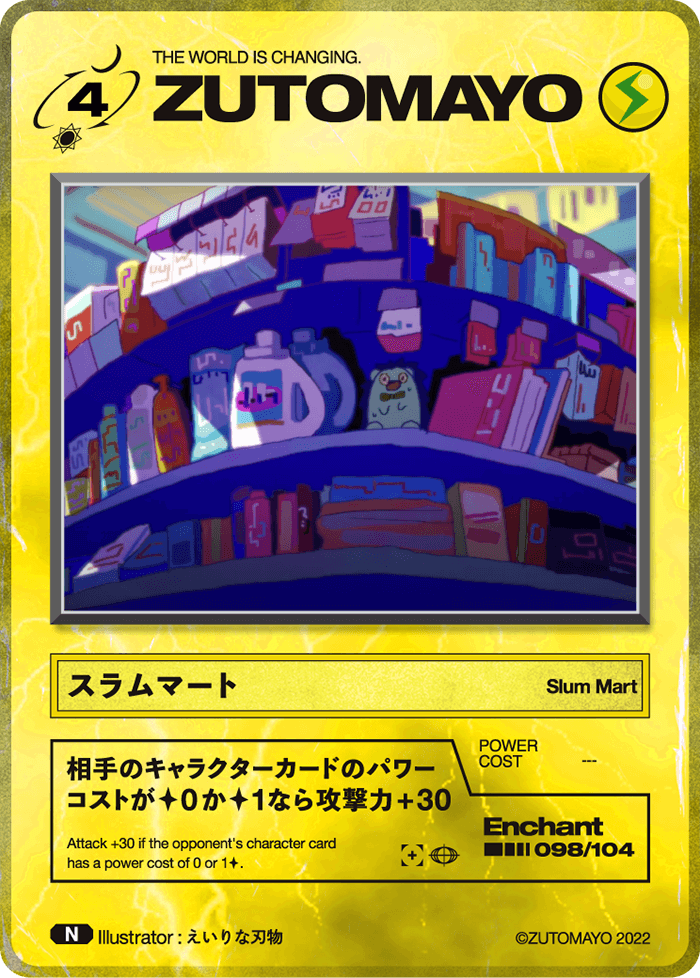 THE WORLD IS CHANGING.
4
ZUTOMAYO
スラムマート
Slum Mart
相手のキャラクターカードのパワー
コストが✦0か✦1なら攻撃力+30
Attack +30 if the opponent's character card
has a power cost of 0 or 1✦.
POWER
COST
---
Enchant
098/104
N
Illustrator : えいりな刃物
©ZUTOMAYO 2022